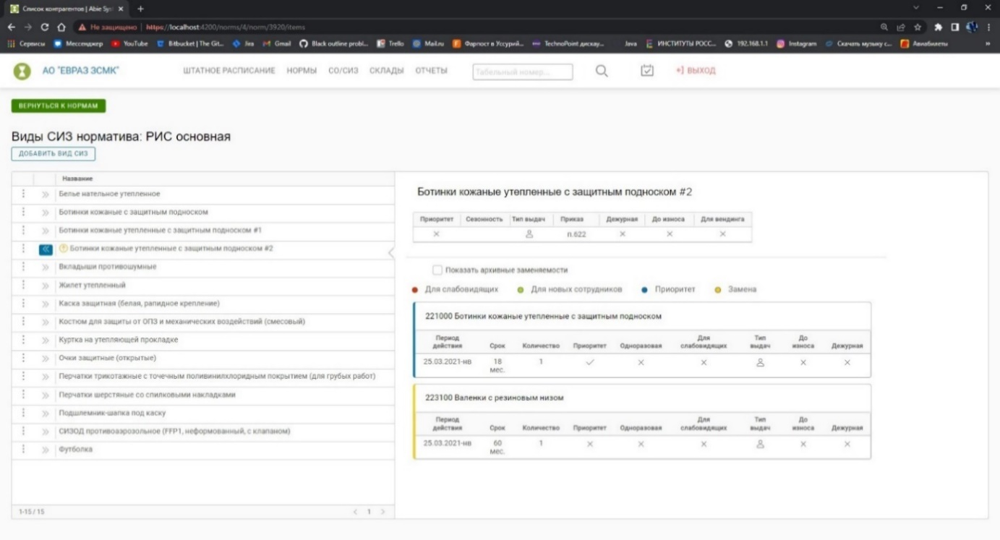 Список контрагентов | Abie Sys
Не защищено | https://localhost:4200/norms/4/norm/3920/items
Сервисы Мессенджер YouTube Bitbucket | The Git... Jira Gmail Black outline probl... Trello Mail.ru Фарпост в Уссурий... TechnoPoint дискау... Java ИНСТИТУТЫ РОСС... 192.168.1.1 Instagram Скачать музыку с... Авиабилеты »
АО "ЕВРАЗ ЗСМК" ШТАТНОЕ РАСПИСАНИЕ НОРМЫ СО/СИЗ СКЛАДЫ ОТЧЕТЫ Табельный номер... ВЫХОД
ВЕРНУТЬСЯ К НОРМАМ
Виды СИЗ норматива: РИС основная
ДОБАВИТЬ ВИД СИЗ
Название
Белье нательное утепленное
Ботинки кожаные с защитным подноском
Ботинки кожаные утепленные с защитным подноском #1
Ботинки кожаные утепленные с защитным подноском #2
Вкладыши противошумные
Жилет утепленный
Каска защитная (белая, рапидное крепление)
Костюм для защиты от ОПЗ и механических воздействий (смесовый)
Куртка на утепляющей прокладке
Очки защитные (открытые)
Перчатки трикотажные с точечным поливинилхлоридным покрытием (для грубых работ)
Перчатки шерстяные со спилковыми накладками
Подшлемник-шапка под каску
СИЗОД противоаэрозольное (FFP1, неформованный, с клапаном)
Футболка
1-15 / 15 < 1 >
Ботинки кожаные утепленные с защитным подноском #2
Приоритет Сезонность Тип выдач Приказ Дежурная До износа Для вендинга
п.622
Показать архивные заменяемости
Для слабовидящих Для новых сотрудников Приоритет Замена
221000 Ботинки кожаные утепленные с защитным подноском
Период действия Срок Количество Приоритет Одноразовая Для слабовидящих Тип выдач До износа Дежурная
25.03.2021-нв 18 мес. 1
223100 Валенки с резиновым низом
Период действия Срок Количество Приоритет Одноразовая Для слабовидящих Тип выдач До износа Дежурная
25.03.2021-нв 60 мес. 1